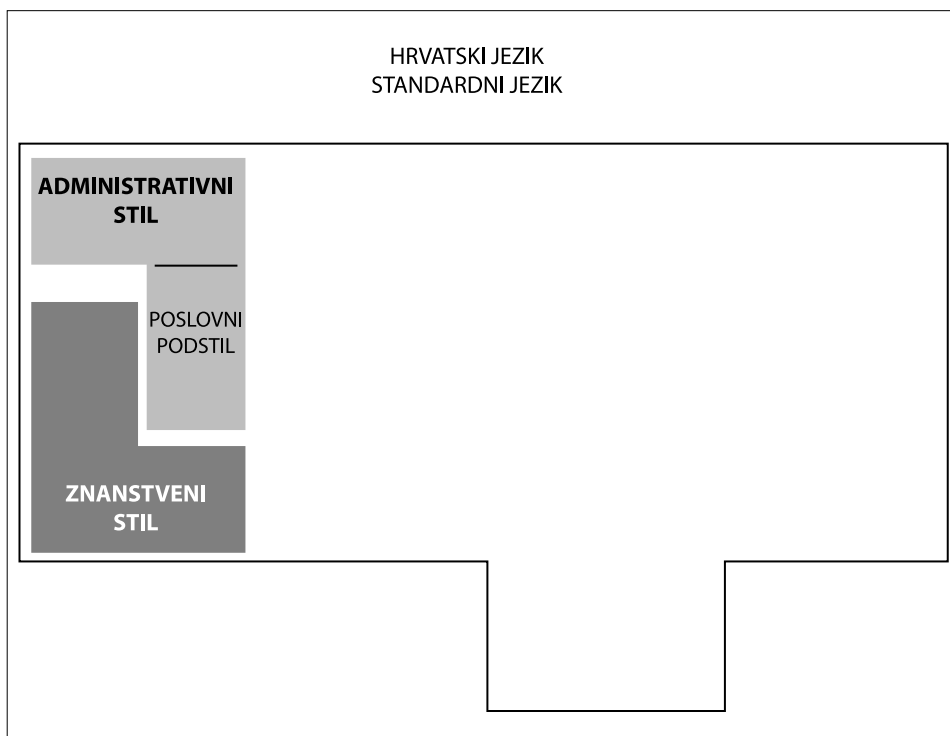 HRVATSKI JEZIK
STANDARDNI JEZIK
ADMINISTRATIVNI
STIL
POSLOVNI
PODSTIL
ZNANSTVENI
STIL